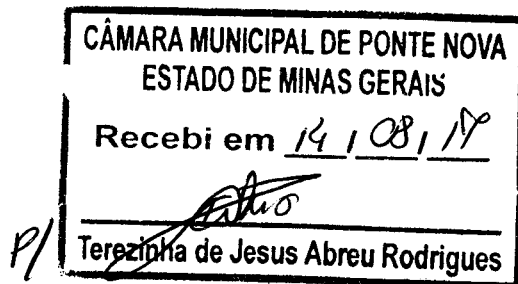 CÂMARA MUNICIPAL DE PONTE NOVA
ESTADO DE MINAS GERAIS
Recebi em 14 / 08 / 17
P/ Terezinha de Jesus Abreu Rodrigues